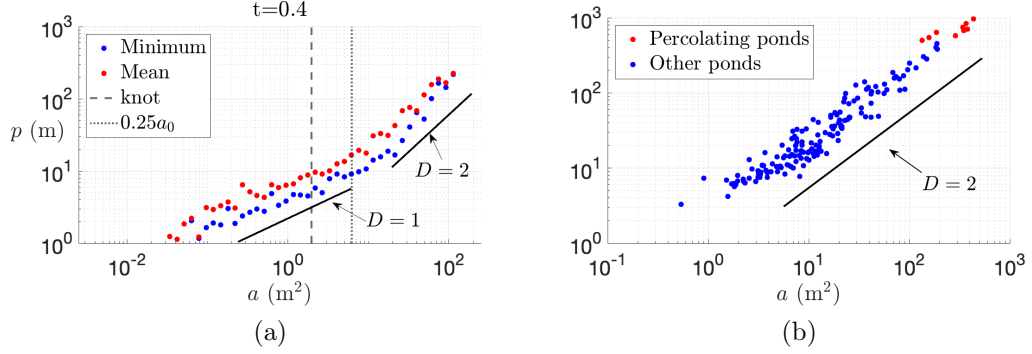 t=0.4
10^3
10^2
10^1
10^0
p (m)
Minimum
Mean
knot
0.25a_0
D = 2
D = 1
10^-2
10^0
10^2
a (m^2)
(a)
10^3
10^2
10^1
10^0
Percolating ponds
Other ponds
D = 2
10^-1
10^0
10^1
10^2
10^3
a (m^2)
(b)